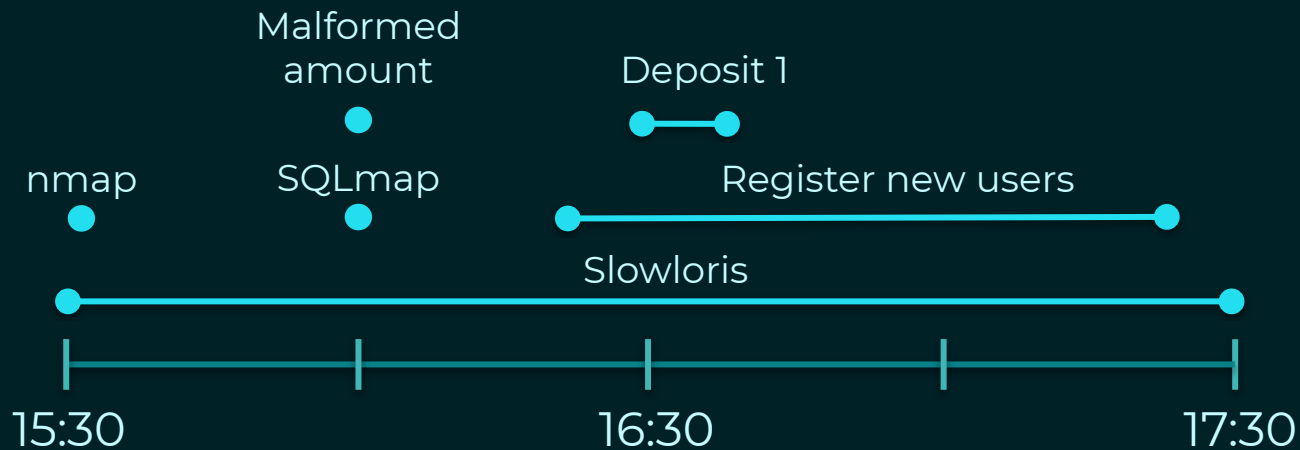 Malformed
amount
Deposit 1
nmap
SQLmap
Register new users
Slowloris
15:30
16:30
17:30